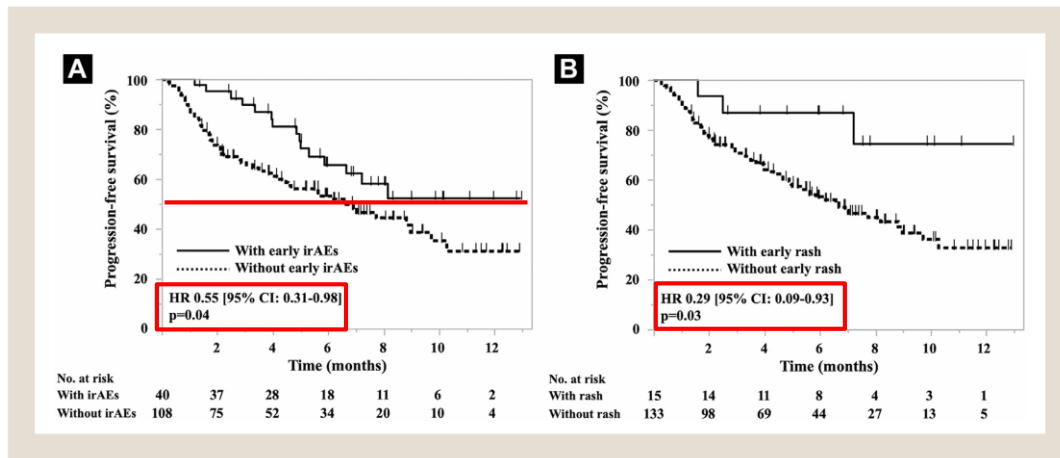 A
Progression-free survival (%)
100
80
60
40
20
0
With early irAEs
Without early irAEs
HR 0.55 [95% CI: 0.31-0.98]
p=0.04
2 4 6 8 10 12
Time (months)
No. at risk
With irAEs 40 37 28 18 11 6 2
Without irAEs 108 75 52 34 20 10 4
B
Progression-free survival (%)
100
80
60
40
20
0
With early rash
Without early rash
HR 0.29 [95% CI: 0.09-0.93]
p=0.03
2 4 6 8 10 12
Time (months)
No. at risk
With rash 15 14 11 8 4 3 1
Without rash 133 98 69 44 27 13 5